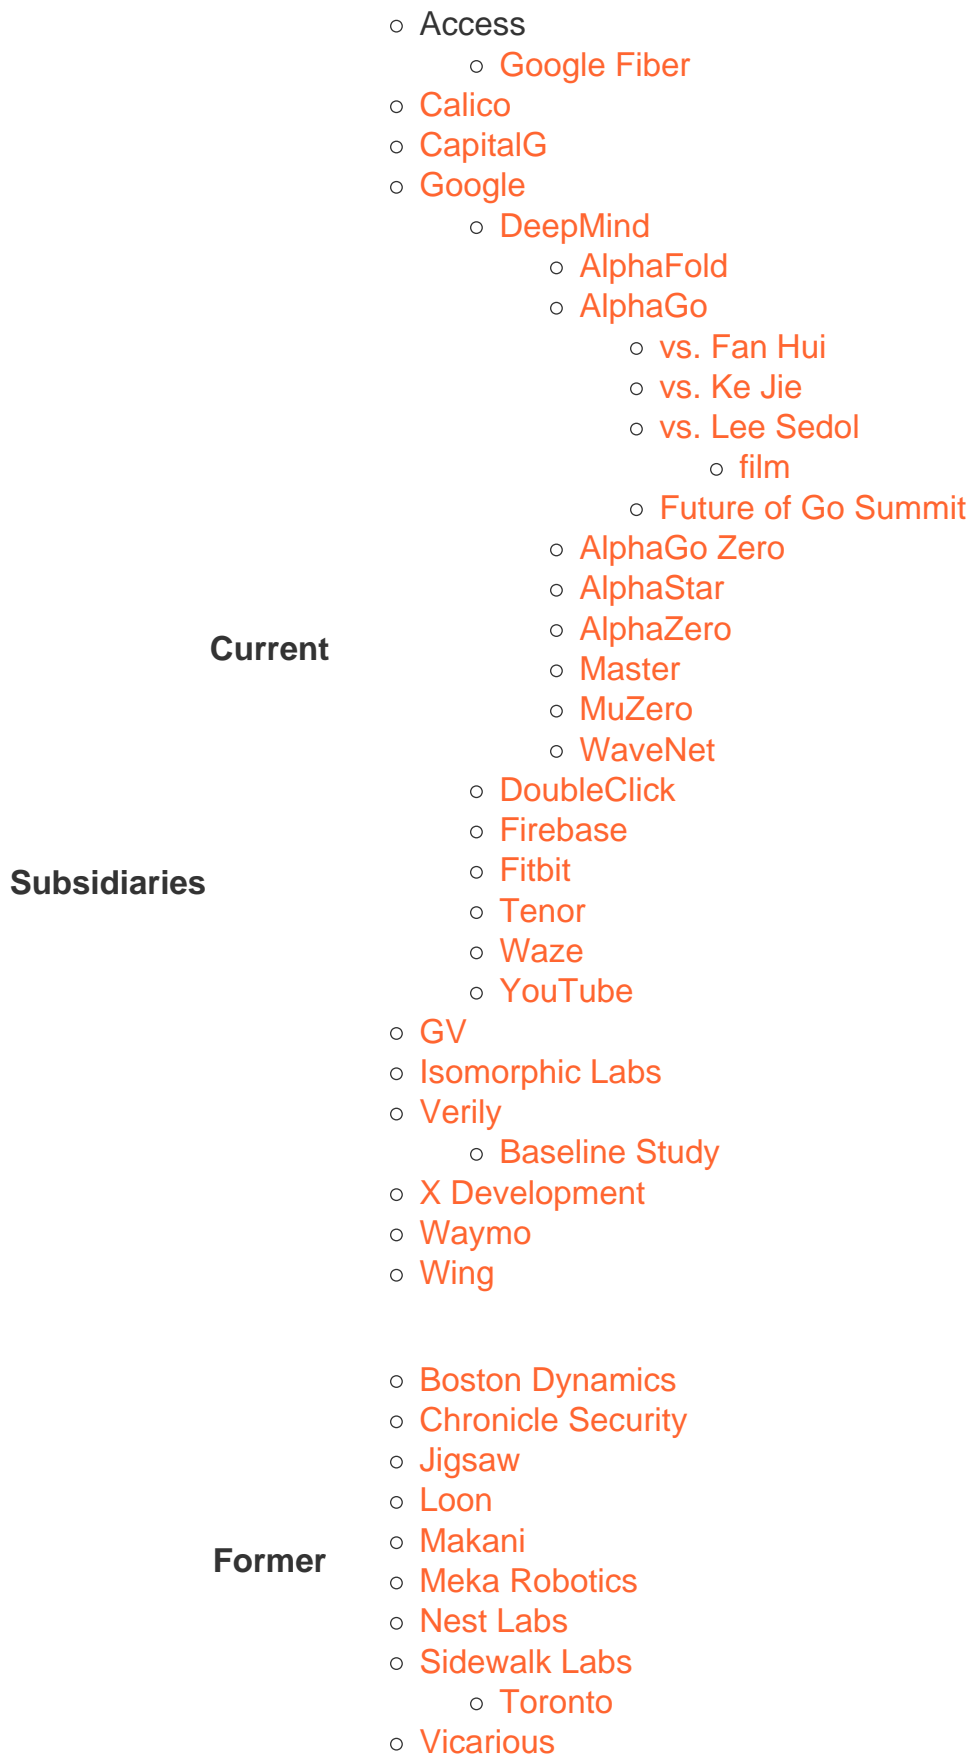 Subsidiaries
Current
Access
Google Fiber
Calico
CapitalG
Google
DeepMind
AlphaFold
AlphaGo
vs. Fan Hui
vs. Ke Jie
vs. Lee Sedol
film
Future of Go Summit
AlphaGo Zero
AlphaStar
AlphaZero
Master
MuZero
WaveNet
DoubleClick
Firebase
Fitbit
Tenor
Waze
YouTube
GV
Isomorphic Labs
Verily
Baseline Study
X Development
Waymo
Wing
Former
Boston Dynamics
Chronicle Security
Jigsaw
Loon
Makani
Meka Robotics
Nest Labs
Sidewalk Labs
Toronto
Vicarious